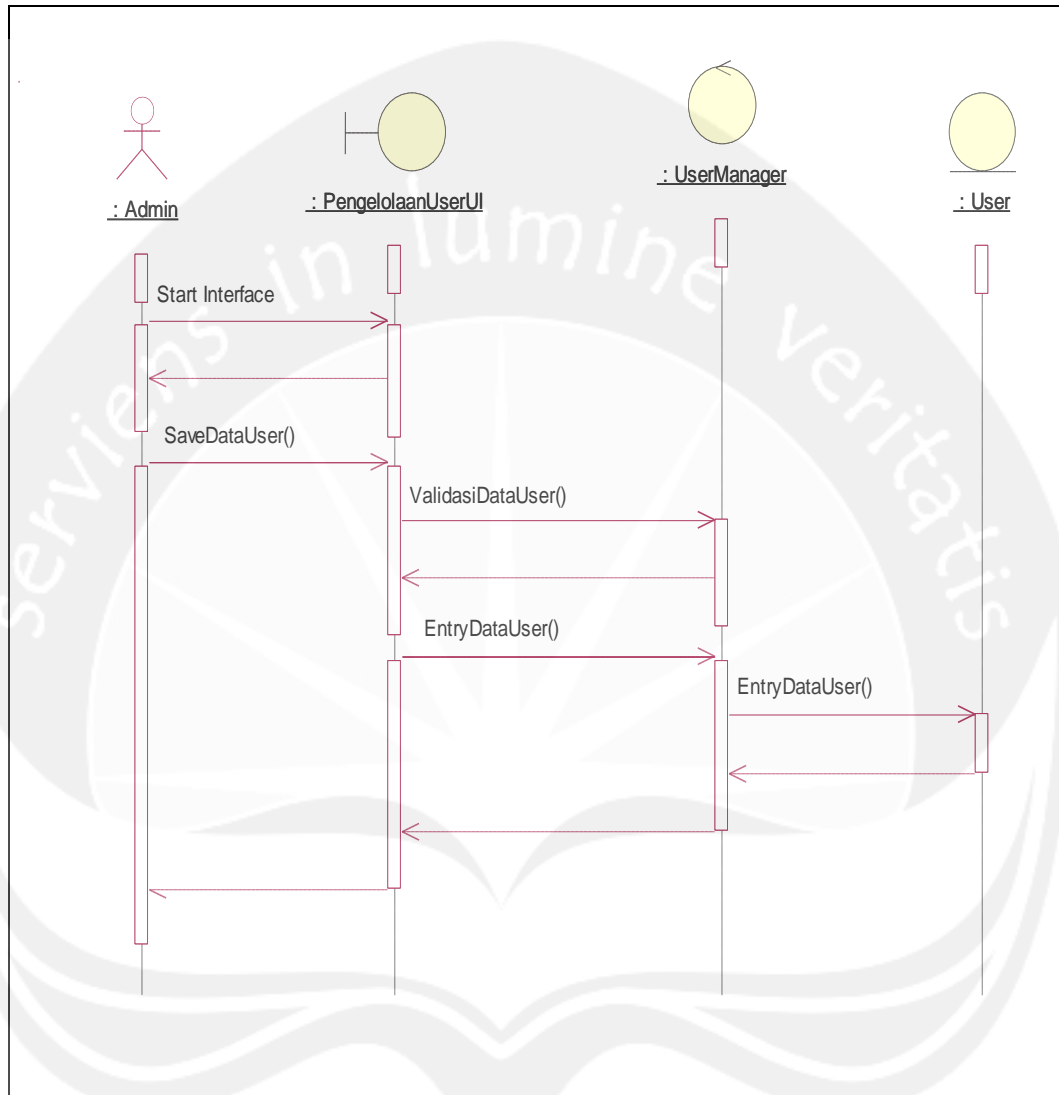 : Admin
: PengelolaanUserUI
: UserManager
: User
Start Interface
SaveDataUser()
ValidasiDataUser()
EntryDataUser()
EntryDataUser()
serviens in lumine veritatis